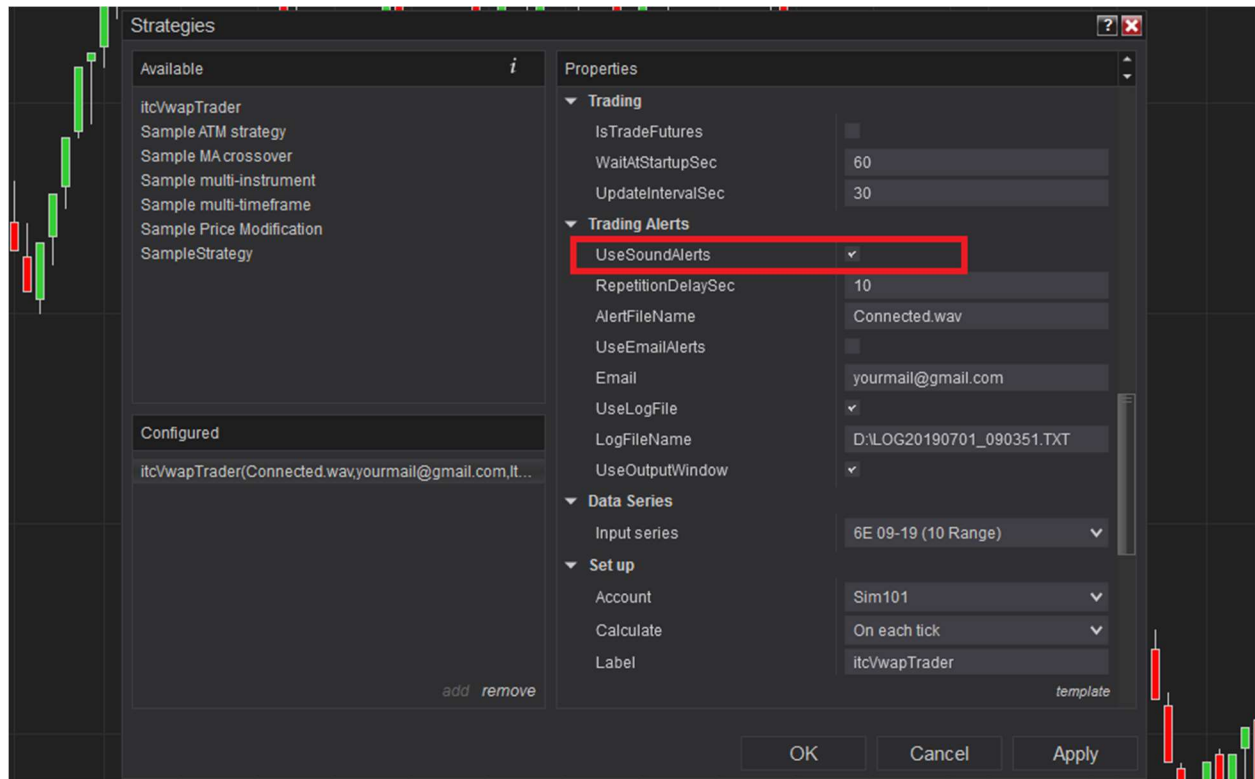 Strategies
?
Available
i
itcVwapTrader
Sample ATM strategy
Sample MA crossover
Sample multi-instrument
Sample multi-timeframe
Sample Price Modification
SampleStrategy
Configured
itcVwapTrader(Connected.wav,yourmail@gmail.com,It...
add remove
Properties
Trading
IsTradeFutures
WaitAtStartupSec 60
UpdateIntervalSec 30
Trading Alerts
UseSoundAlerts
RepetitionDelaySec 10
AlertFileName Connected.wav
UseEmailAlerts
Email yourmail@gmail.com
UseLogFile
LogFileName D:\LOG20190701_090351.TXT
UseOutputWindow
Data Series
Input series 6E 09-19 (10 Range)
Set up
Account Sim101
Calculate On each tick
Label itcVwapTrader
template
OK Cancel Apply